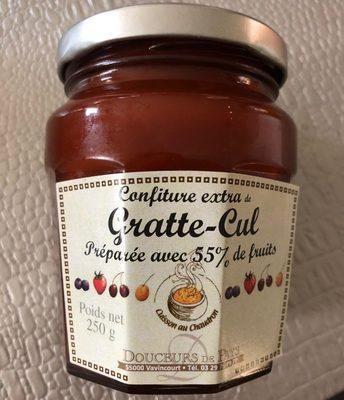 Confiture extra de
Gratte-Cul
Préparée avec 55% de fruits
Poids net
250 g
Cuisson au Chaudron
DOUCEURS DE PAYS
55000 Vavincourt • Tél. 03 29